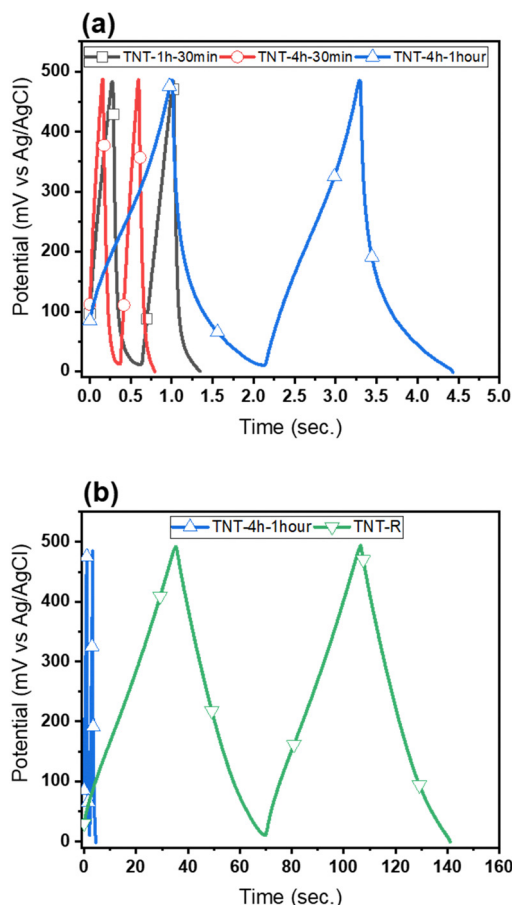 (a)
TNT-1h-30min TNT-4h-30min TNT-4h-1hour
500
400
300
200
100
0
Potential (mV vs Ag/AgCl)
0.0 0.5 1.0 1.5 2.0 2.5 3.0 3.5 4.0 4.5 5.0
Time (sec.)
(b)
TNT-4h-1hour TNT-R
500
400
300
200
100
0
Potential (mV vs Ag/AgCl)
0 20 40 60 80 100 120 140 160
Time (sec.)